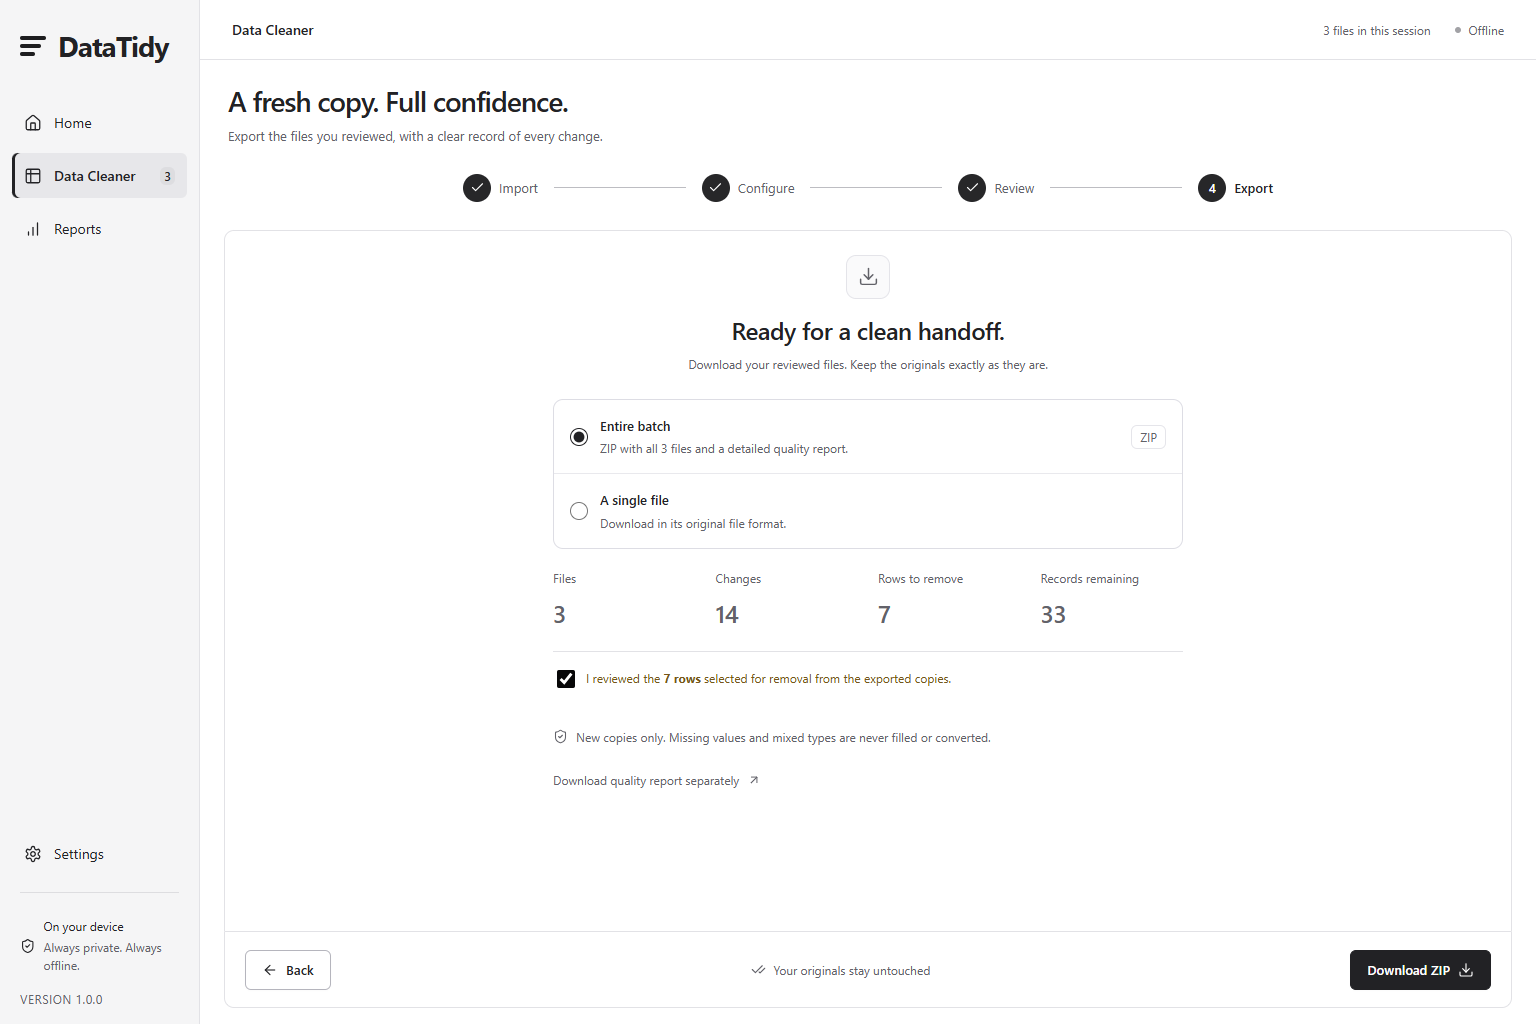 DataTidy
Home
Data Cleaner 3
Reports
Settings
On your device
Always private. Always
offline.
VERSION 1.0.0
Data Cleaner
3 files in this session
Offline
A fresh copy. Full confidence.
Export the files you reviewed, with a clear record of every change.
Import
Configure
Review
4 Export
Ready for a clean handoff.
Download your reviewed files. Keep the originals exactly as they are.
Entire batch
ZIP with all 3 files and a detailed quality report.
ZIP
A single file
Download in its original file format.
Files
3
Changes
14
Rows to remove
7
Records remaining
33
I reviewed the 7 rows selected for removal from the exported copies.
New copies only. Missing values and mixed types are never filled or converted.
Download quality report separately
Back
Your originals stay untouched
Download ZIP